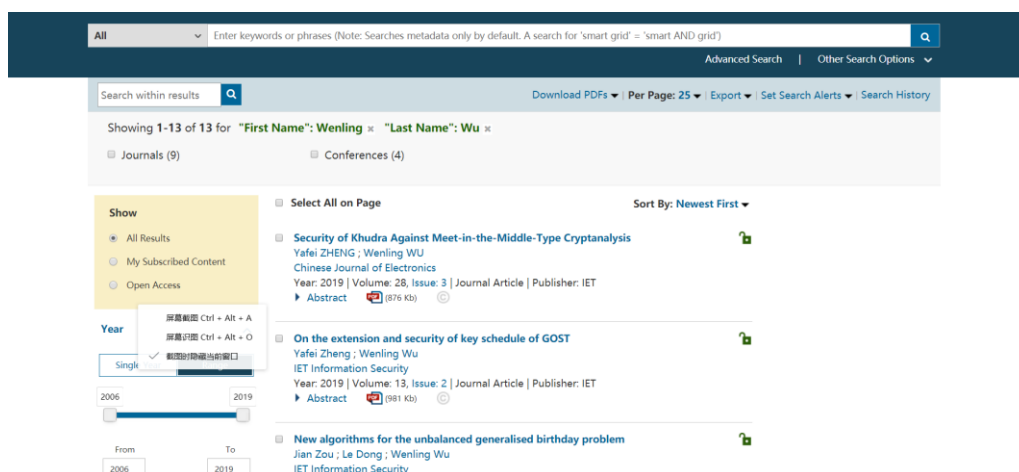 All
Enter keywords or phrases (Note: Searches metadata only by default. A search for 'smart grid' = 'smart AND grid')
Advanced Search | Other Search Options
Search within results
Download PDFs | Per Page: 25 | Export | Set Search Alerts | Search History
Showing 1-13 of 13 for "First Name": Wenling × "Last Name": Wu ×
Journals (9) Conferences (4)
Show
All Results
My Subscribed Content
Open Access
屏幕截图 Ctrl + Alt + A
屏幕识图 Ctrl + Alt + O
截图时隐藏当前窗口
Year
Single
2006 2019
From To
2006 2019
Select All on Page Sort By: Newest First
Security of Khudra Against Meet-in-the-Middle-Type Cryptanalysis
Yafei ZHENG ; Wenling WU
Chinese Journal of Electronics
Year: 2019 | Volume: 28, Issue: 3 | Journal Article | Publisher: IET
Abstract PDF (876 Kb) ©
On the extension and security of key schedule of GOST
Yafei Zheng ; Wenling Wu
IET Information Security
Year: 2019 | Volume: 13, Issue: 2 | Journal Article | Publisher: IET
Abstract PDF (981 Kb) ©
New algorithms for the unbalanced generalised birthday problem
Jian Zou ; Le Dong ; Wenling Wu
IET Information Security